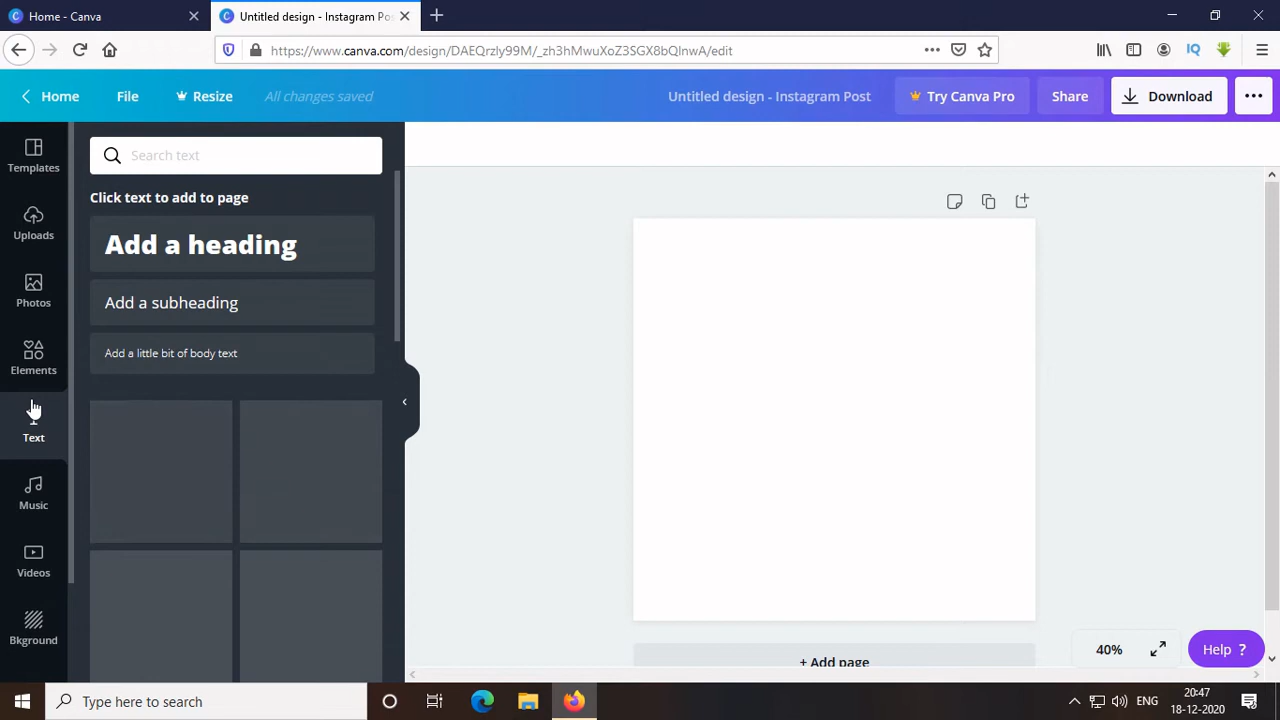 Home - Canva
Untitled design - Instagram Pos
https://www.canva.com/design/DAEQrzly99M/_zh3hMwuXoZ3SGX8bQlnwA/edit
IQ
Home
File
Resize
All changes saved
Untitled design - Instagram Post
Try Canva Pro
Share
Download
Templates
Uploads
Photos
Elements
Text
Music
Videos
Bkground
Search text
Click text to add to page
Add a heading
Add a subheading
Add a little bit of body text
+ Add page
40%
Help ?
Type here to search
ENG
20:47
18-12-2020